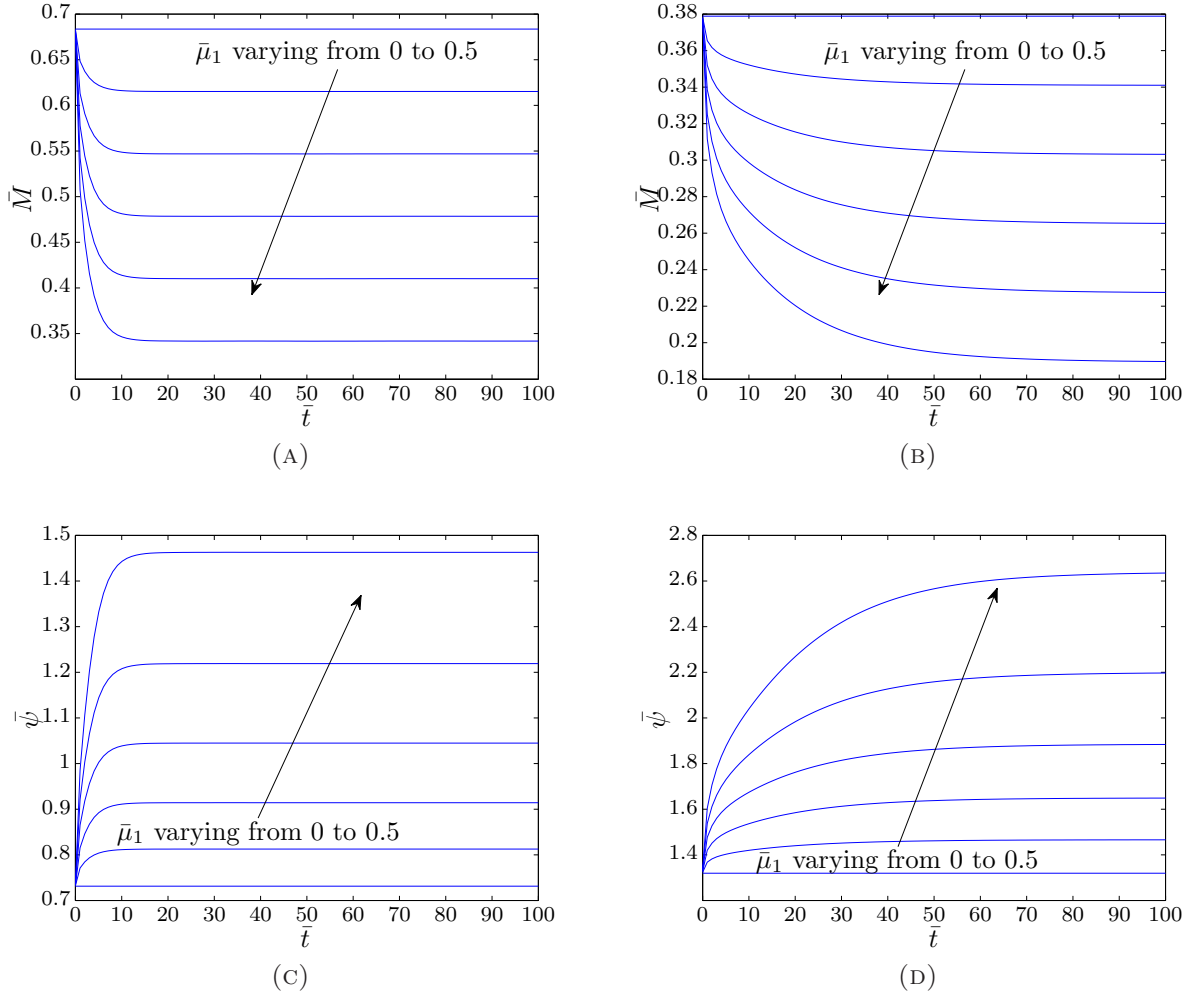 0.7
0.65
0.6
0.55
0.5
0.45
0.4
0.35
M̄
μ̄₁ varying from 0 to 0.5
0 10 20 30 40 50 60 70 80 90 100
t̄
(A)
0.38
0.36
0.34
0.32
0.3
0.28
0.26
0.24
0.22
0.2
0.18
M̄
μ̄₁ varying from 0 to 0.5
0 10 20 30 40 50 60 70 80 90 100
t̄
(B)
1.5
1.4
1.3
1.2
1.1
1
0.9
0.8
0.7
ψ̄
μ̄₁ varying from 0 to 0.5
0 10 20 30 40 50 60 70 80 90 100
t̄
(C)
2.8
2.6
2.4
2.2
2
1.8
1.6
1.4
ψ̄
μ̄₁ varying from 0 to 0.5
0 10 20 30 40 50 60 70 80 90 100
t̄
(D)